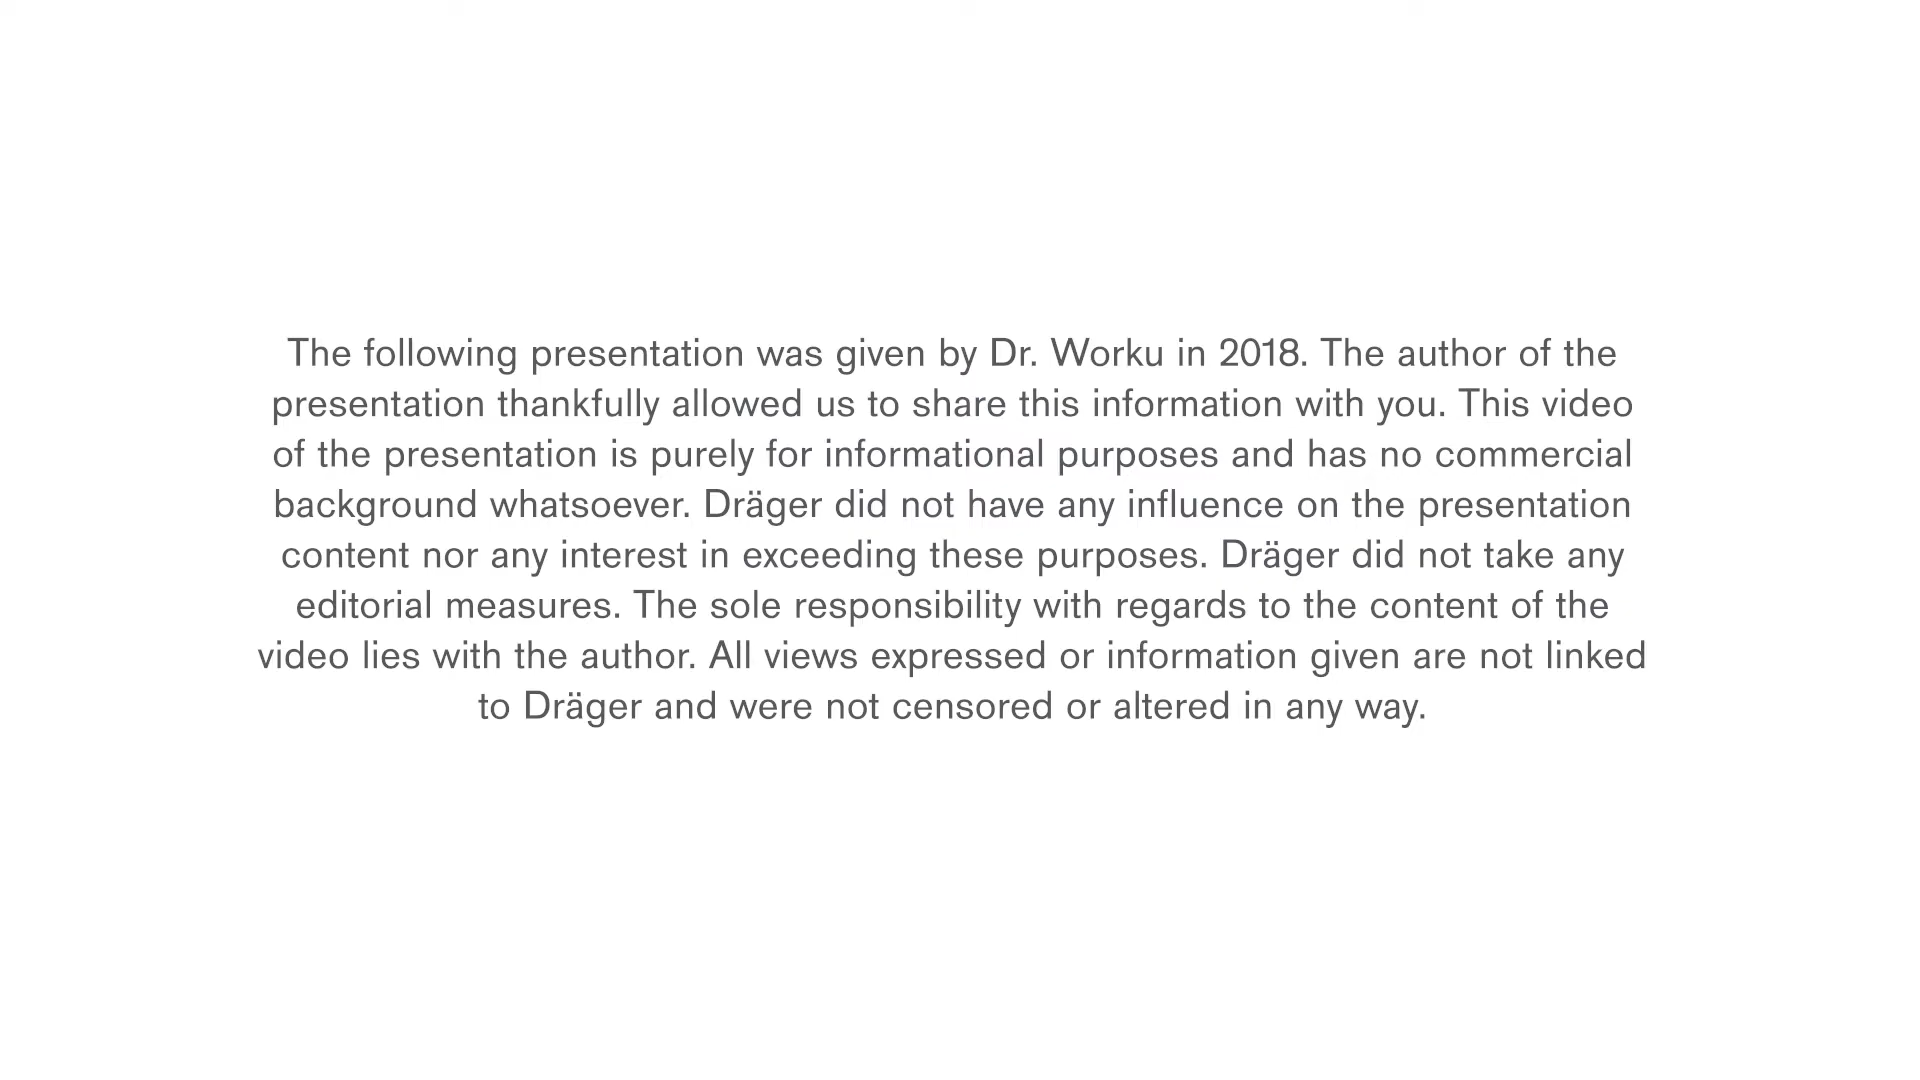 The following presentation was given by Dr. Worku in 2018. The author of the
presentation thankfully allowed us to share this information with you. This video
of the presentation is purely for informational purposes and has no commercial
background whatsoever. Dräger did not have any influence on the presentation
content nor any interest in exceeding these purposes. Dräger did not take any
editorial measures. The sole responsibility with regards to the content of the
video lies with the author. All views expressed or information given are not linked
to Dräger and were not censored or altered in any way.